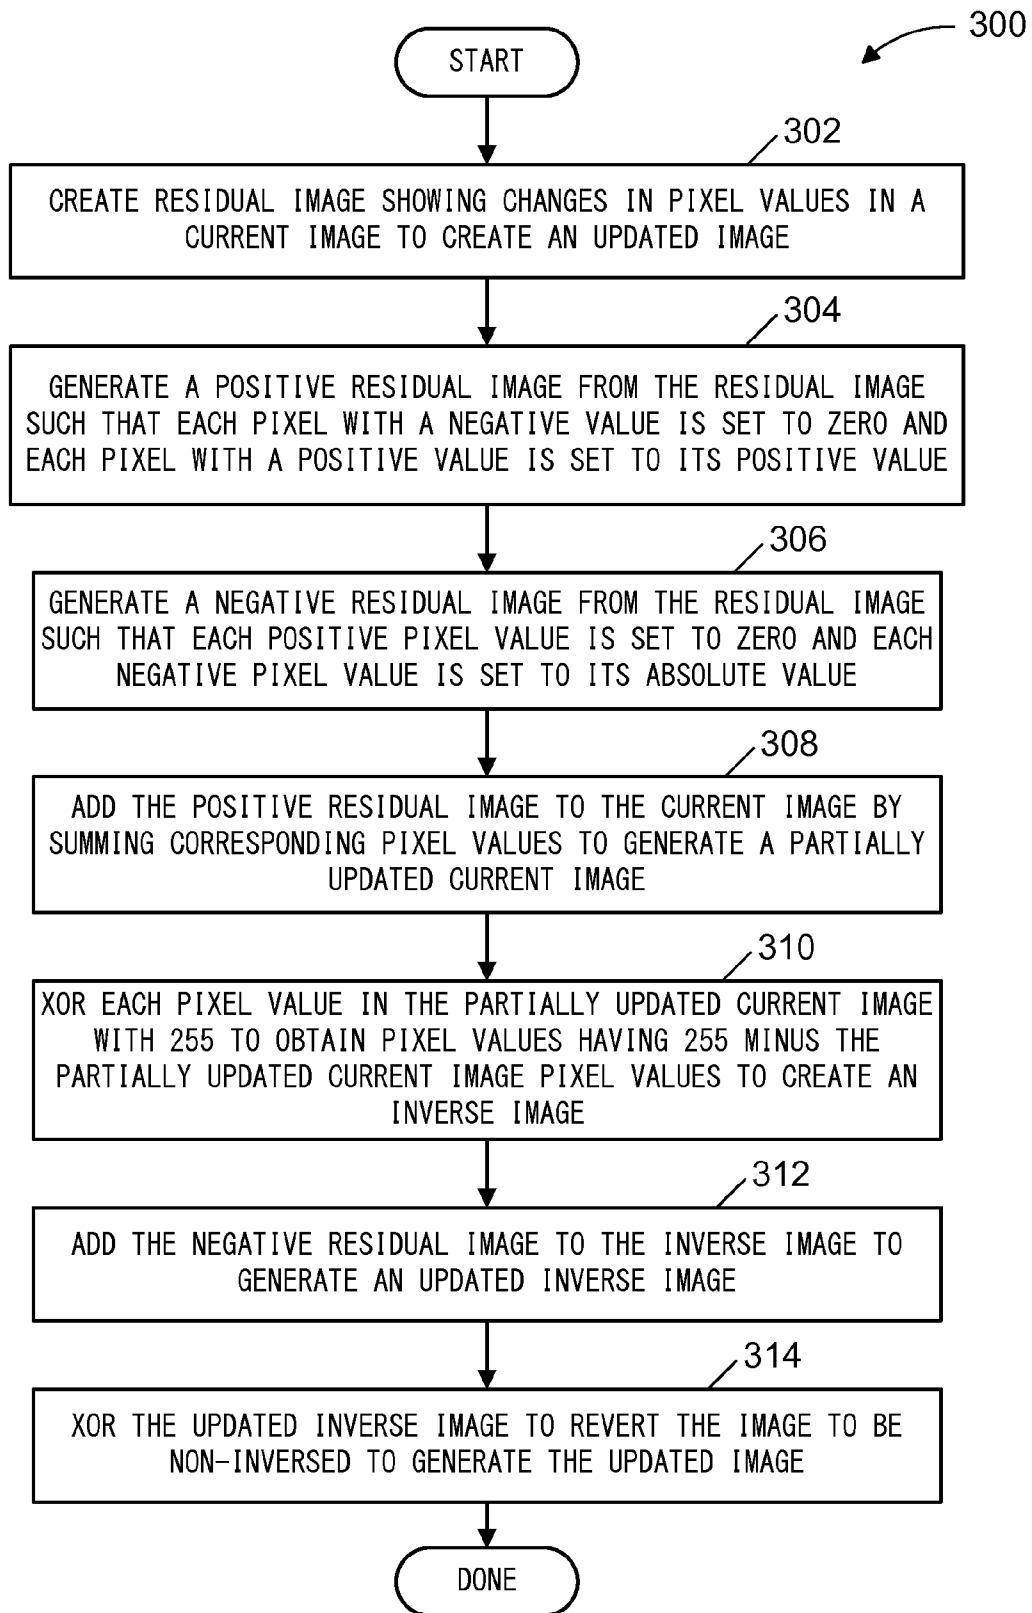 300
START
302
CREATE RESIDUAL IMAGE SHOWING CHANGES IN PIXEL VALUES IN A
CURRENT IMAGE TO CREATE AN UPDATED IMAGE
304
GENERATE A POSITIVE RESIDUAL IMAGE FROM THE RESIDUAL IMAGE
SUCH THAT EACH PIXEL WITH A NEGATIVE VALUE IS SET TO ZERO AND
EACH PIXEL WITH A POSITIVE VALUE IS SET TO ITS POSITIVE VALUE
306
GENERATE A NEGATIVE RESIDUAL IMAGE FROM THE RESIDUAL IMAGE
SUCH THAT EACH POSITIVE PIXEL VALUE IS SET TO ZERO AND EACH
NEGATIVE PIXEL VALUE IS SET TO ITS ABSOLUTE VALUE
308
ADD THE POSITIVE RESIDUAL IMAGE TO THE CURRENT IMAGE BY
SUMMING CORRESPONDING PIXEL VALUES TO GENERATE A PARTIALLY
UPDATED CURRENT IMAGE
310
XOR EACH PIXEL VALUE IN THE PARTIALLY UPDATED CURRENT IMAGE
WITH 255 TO OBTAIN PIXEL VALUES HAVING 255 MINUS THE
PARTIALLY UPDATED CURRENT IMAGE PIXEL VALUES TO CREATE AN
INVERSE IMAGE
312
ADD THE NEGATIVE RESIDUAL IMAGE TO THE INVERSE IMAGE TO
GENERATE AN UPDATED INVERSE IMAGE
314
XOR THE UPDATED INVERSE IMAGE TO REVERT THE IMAGE TO BE
NON-INVERSED TO GENERATE THE UPDATED IMAGE
DONE